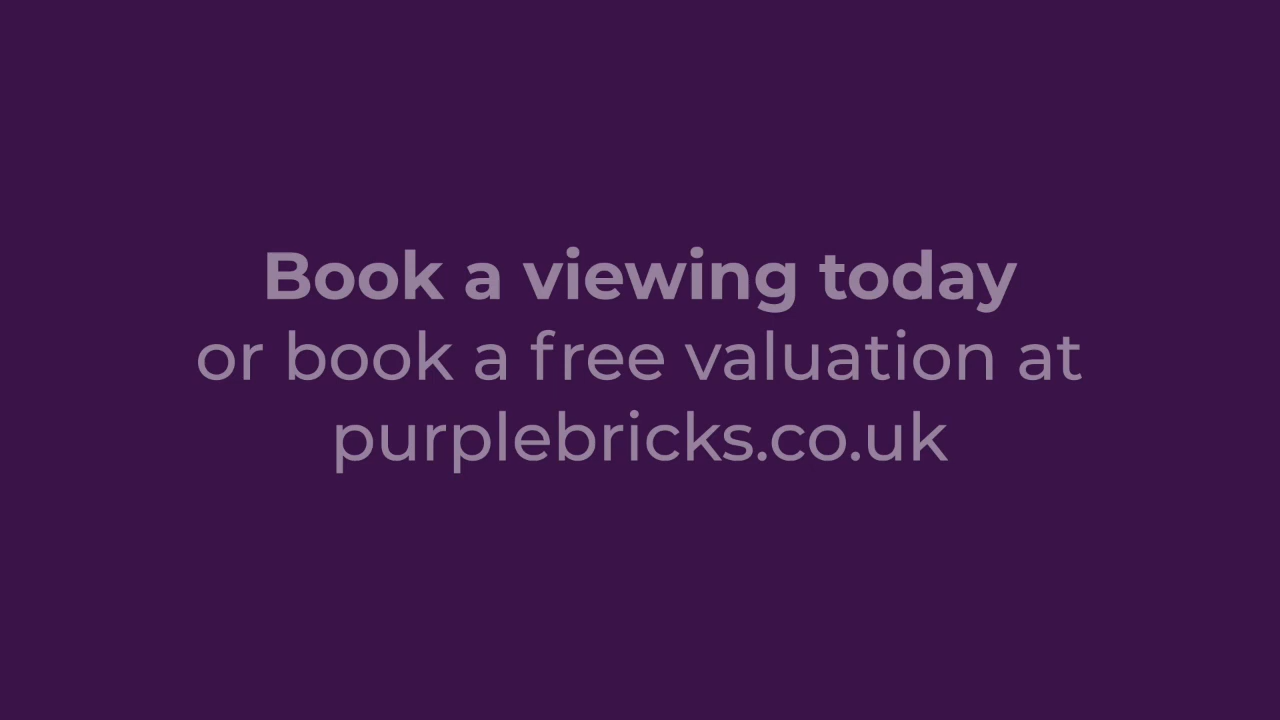 Book a viewing today
or book a free valuation at
purplebricks.co.uk